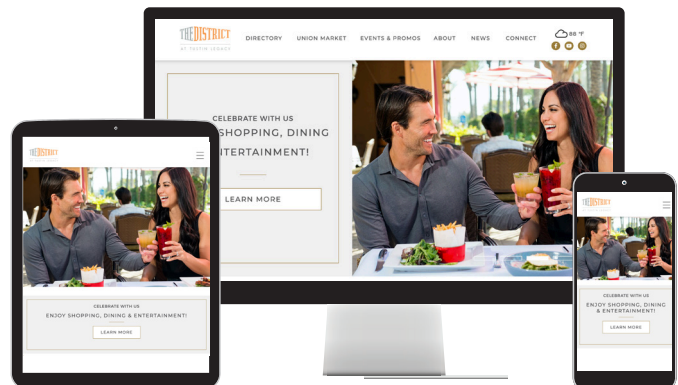 THE DISTRICT
AT TUSTIN LEGACY
DIRECTORY UNION MARKET EVENTS & PROMOS ABOUT NEWS CONNECT
88 °F
CELEBRATE WITH US
SHOPPING, DINING
NTERTAINMENT!
LEARN MORE
THE DISTRICT
CELEBRATE WITH US
ENJOY SHOPPING, DINING & ENTERTAINMENT!
LEARN MORE
THE DISTRICT
CELEBRATE WITH US
ENJOY SHOPPING, DINING
& ENTERTAINMENT!
LEARN MORE